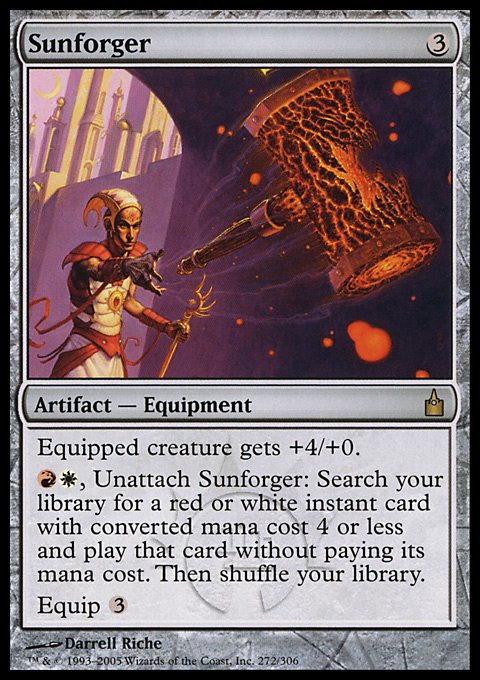 Sunforger 3
Artifact — Equipment
Equipped creature gets +4/+0.
, Unattach Sunforger: Search your
library for a red or white instant card
with converted mana cost 4 or less
and play that card without paying its
mana cost. Then shuffle your library.
Equip 3
Darrell Riche
™ & © 1993–2005 Wizards of the Coast, Inc. 272/306